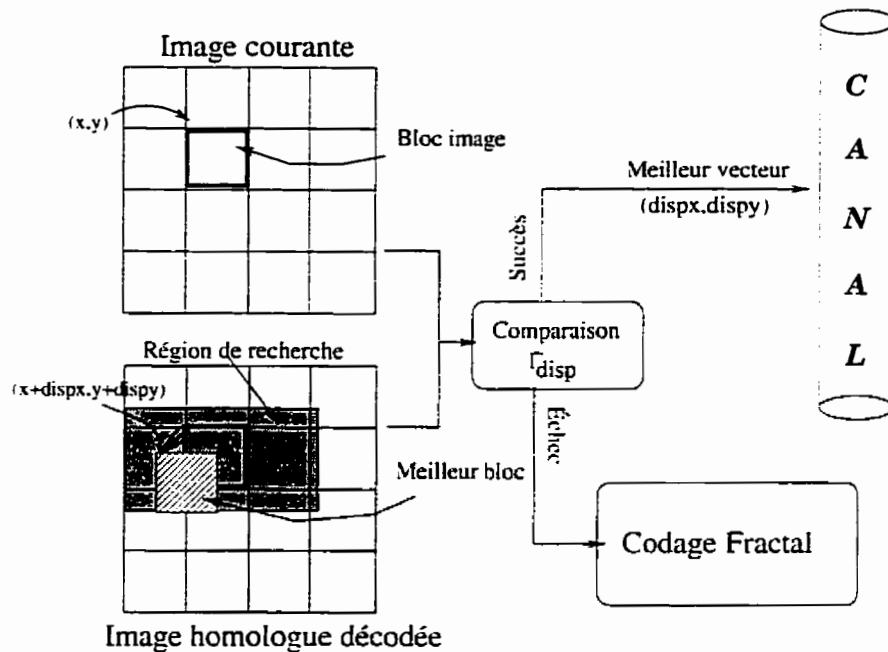 Image courante
(x,y)
Bloc image
Meilleur vecteur
(dispx,dispy)
Succès
C
A
N
A
L
Comparaison
Γdisp
Échec
Région de recherche
(x+dispx,y+dispy)
Meilleur bloc
Codage Fractal
Image homologue décodée